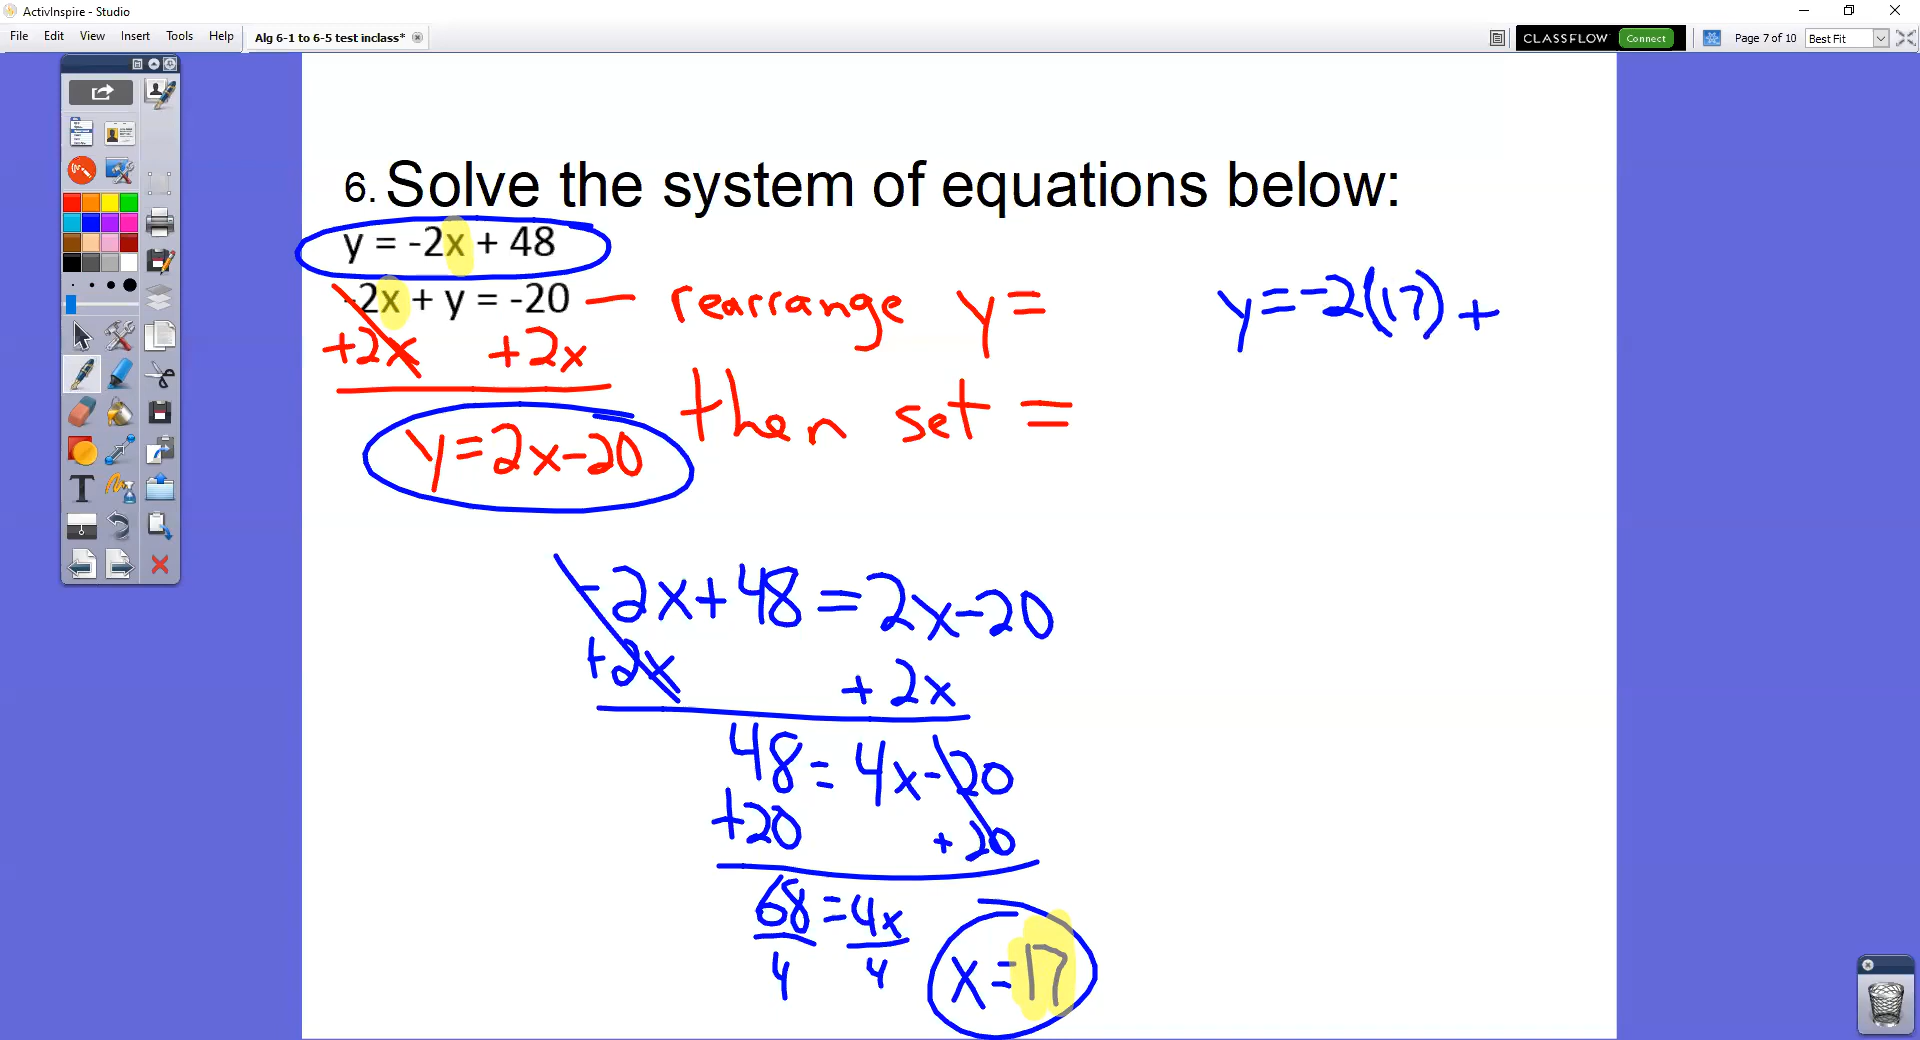 ActivInspire - Studio
File Edit View Insert Tools Help Alg 6-1 to 6-5 test inclass* CLASSFLOW Connect Page 7 of 10 Best Fit
6. Solve the system of equations below:
y = -2x + 48
-2x + y = -20 — rearrange y=
+2x +2x
then set =
y=2x-20
y=-2(17)+
-2x+48=2x-20
+2x +2x
48=4x-20
+20 +20
68=4x
4 4
x=17